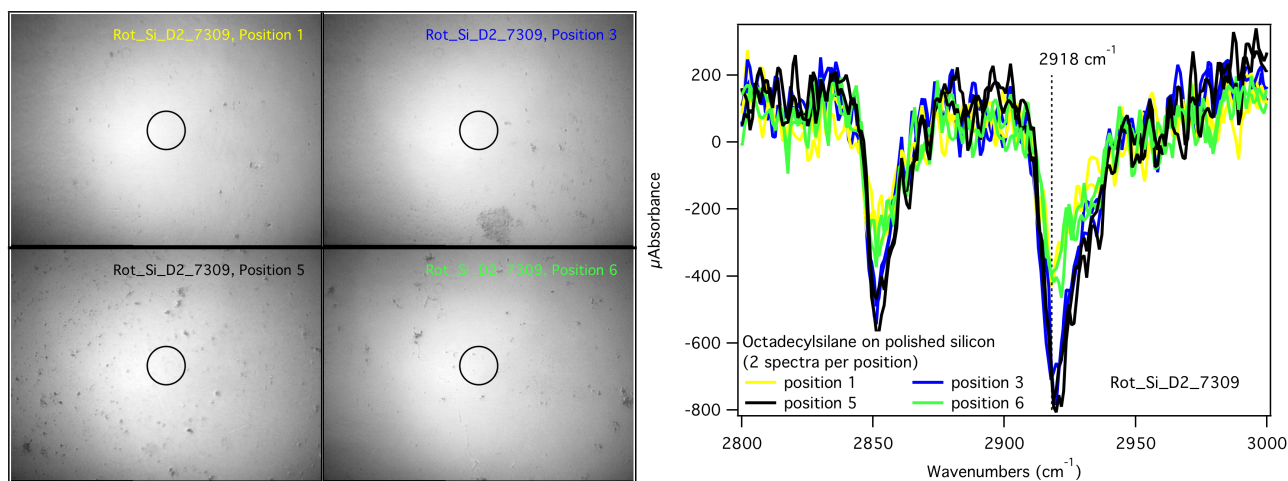 Rot_Si_D2_7309, Position 1
Rot_Si_D2_7309, Position 3
Rot_Si_D2_7309, Position 5
Rot_Si_D2_7309, Position 6
2918 cm⁻¹
µAbsorbance
200
0
-200
-400
-600
-800
Octadecylsilane on polished silicon
(2 spectra per position)
position 1
position 3
position 5
position 6
Rot_Si_D2_7309
2800
2850
2900
2950
3000
Wavenumbers (cm⁻¹)